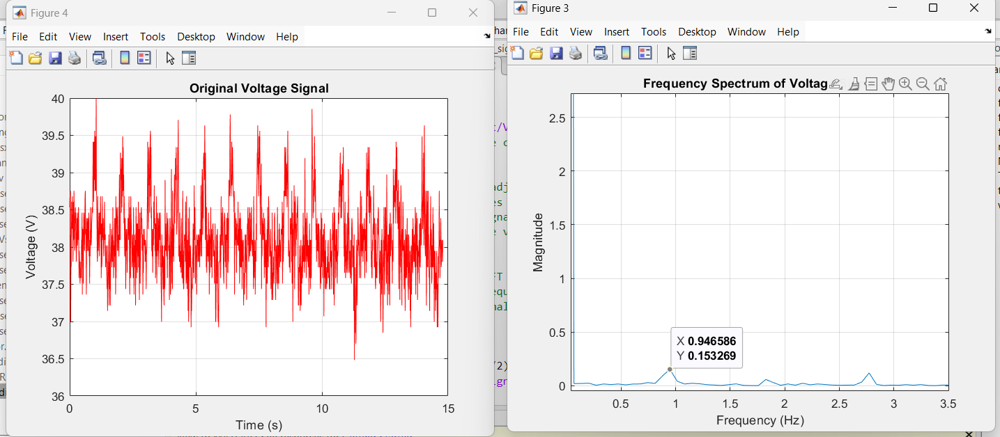 Figure 4
File Edit View Insert Tools Desktop Window Help
Original Voltage Signal
40
39.5
39
38.5
38
37.5
37
36.5
36
Voltage (V)
0 5 10 15
Time (s)
Figure 3
File Edit View Insert Tools Desktop Window Help
Frequency Spectrum of Voltag
2.5
2
1.5
1
0.5
0
Magnitude
X 0.946586
Y 0.153269
0.5 1 1.5 2 2.5 3 3.5
Frequency (Hz)